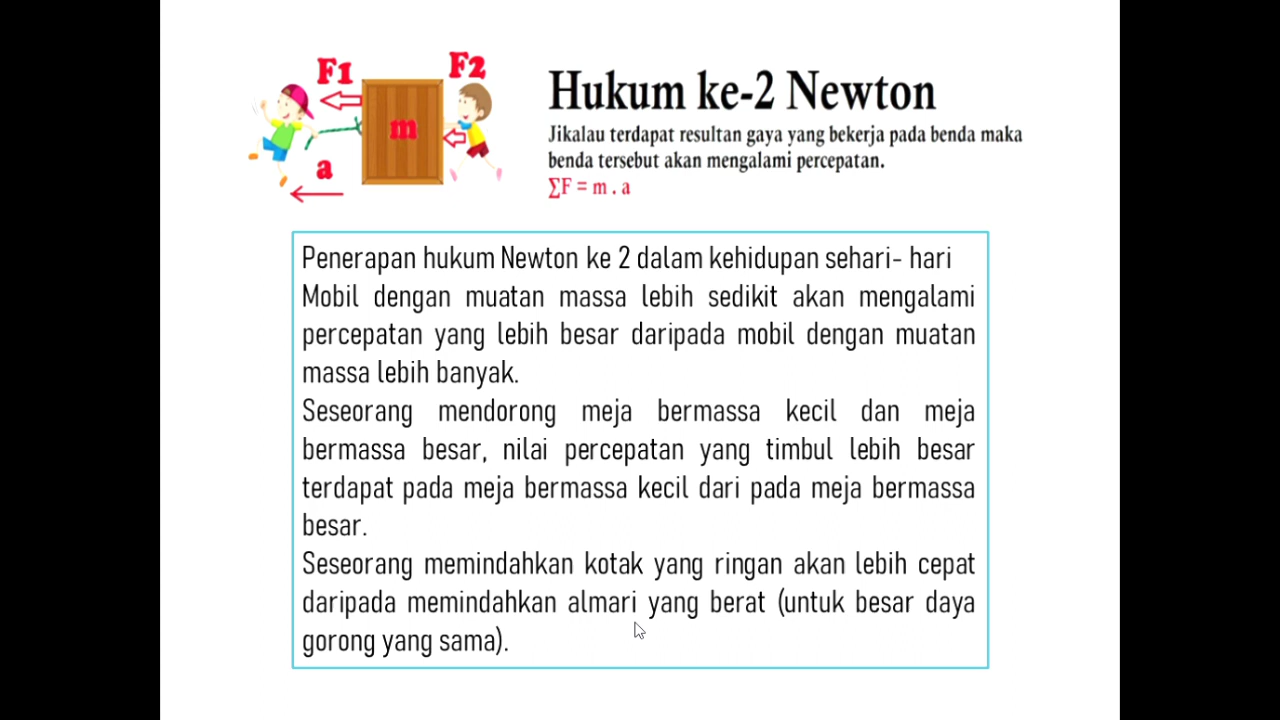 F1
F2
m
a
Hukum ke-2 Newton
Jikalau terdapat resultan gaya yang bekerja pada benda maka
benda tersebut akan mengalami percepatan.
∑F = m . a
Penerapan hukum Newton ke 2 dalam kehidupan sehari- hari
Mobil dengan muatan massa lebih sedikit akan mengalami
percepatan yang lebih besar daripada mobil dengan muatan
massa lebih banyak.
Seseorang mendorong meja bermassa kecil dan meja
bermassa besar, nilai percepatan yang timbul lebih besar
terdapat pada meja bermassa kecil dari pada meja bermassa
besar.
Seseorang memindahkan kotak yang ringan akan lebih cepat
daripada memindahkan almari yang berat (untuk besar daya
gorong yang sama).